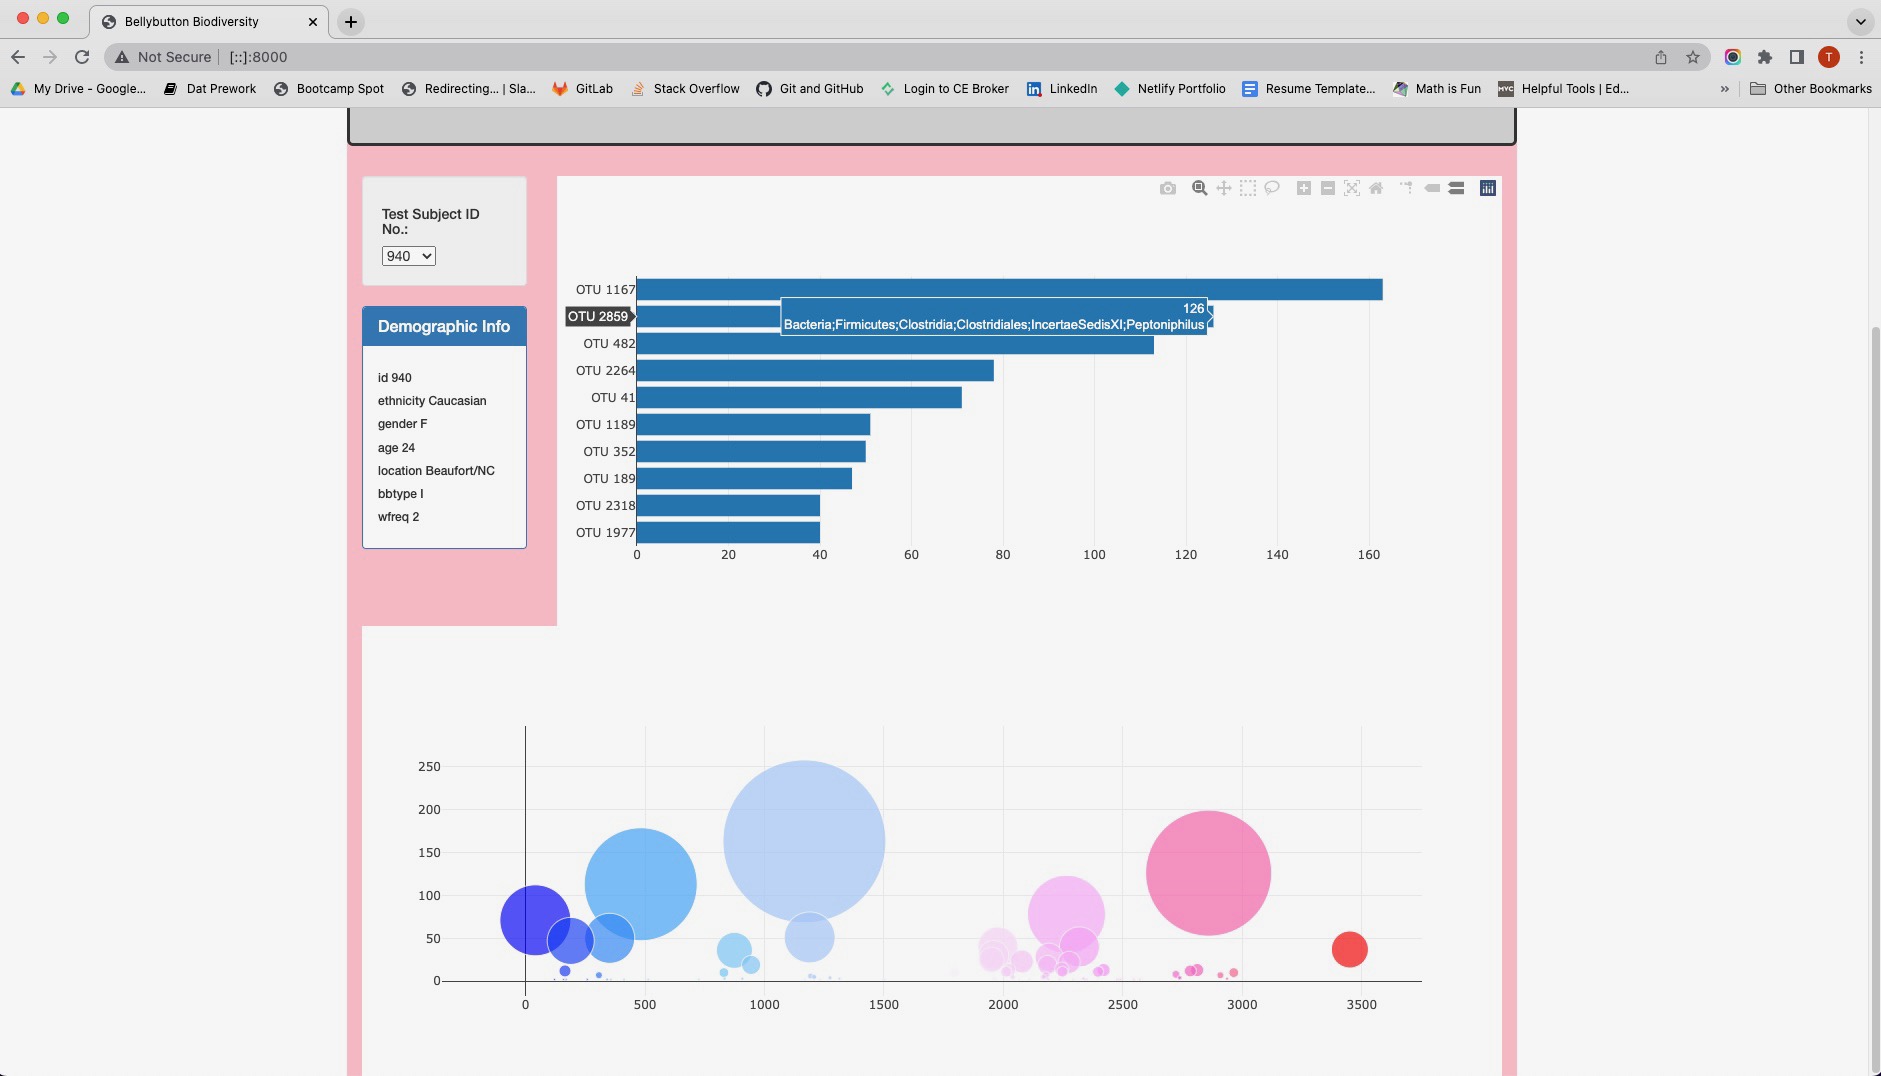 Bellybutton Biodiversity
Not Secure [::]:8000
T
My Drive - Google...
Dat Prework
Bootcamp Spot
Redirecting... | Sla...
GitLab
Stack Overflow
Git and GitHub
Login to CE Broker
LinkedIn
Netlify Portfolio
Resume Template...
Math is Fun
Helpful Tools | Ed...
»
Other Bookmarks
Test Subject ID
No.:
940
Demographic Info
id 940
ethnicity Caucasian
gender F
age 24
location Beaufort/NC
bbtype I
wfreq 2
OTU 1167
OTU 2859
126
Bacteria;Firmicutes;Clostridia;Clostridiales;IncertaeSedisXI;Peptoniphilus
OTU 482
OTU 2264
OTU 41
OTU 1189
OTU 352
OTU 189
OTU 2318
OTU 1977
0 20 40 60 80 100 120 140 160
250
200
150
100
50
0
0 500 1000 1500 2000 2500 3000 3500